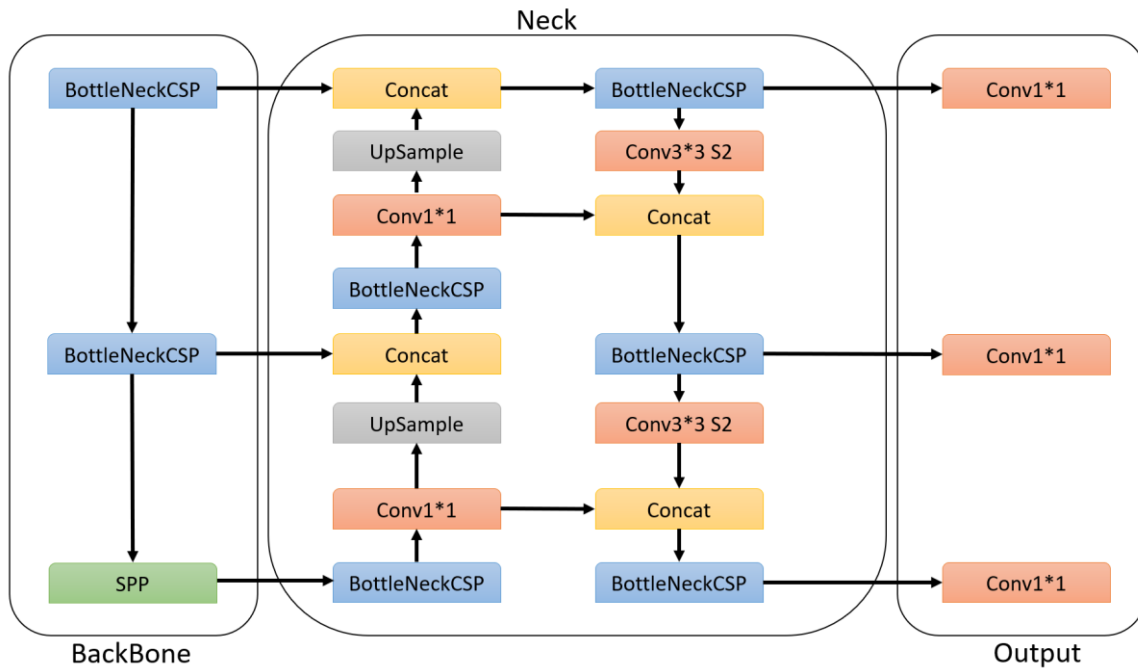 Neck
BottleNeckCSP
Concat
BottleNeckCSP
Conv1*1
UpSample
Conv3*3 S2
Conv1*1
Concat
BottleNeckCSP
BottleNeckCSP
Concat
BottleNeckCSP
Conv1*1
UpSample
Conv3*3 S2
Conv1*1
Concat
SPP
BottleNeckCSP
BottleNeckCSP
Conv1*1
BackBone
Output